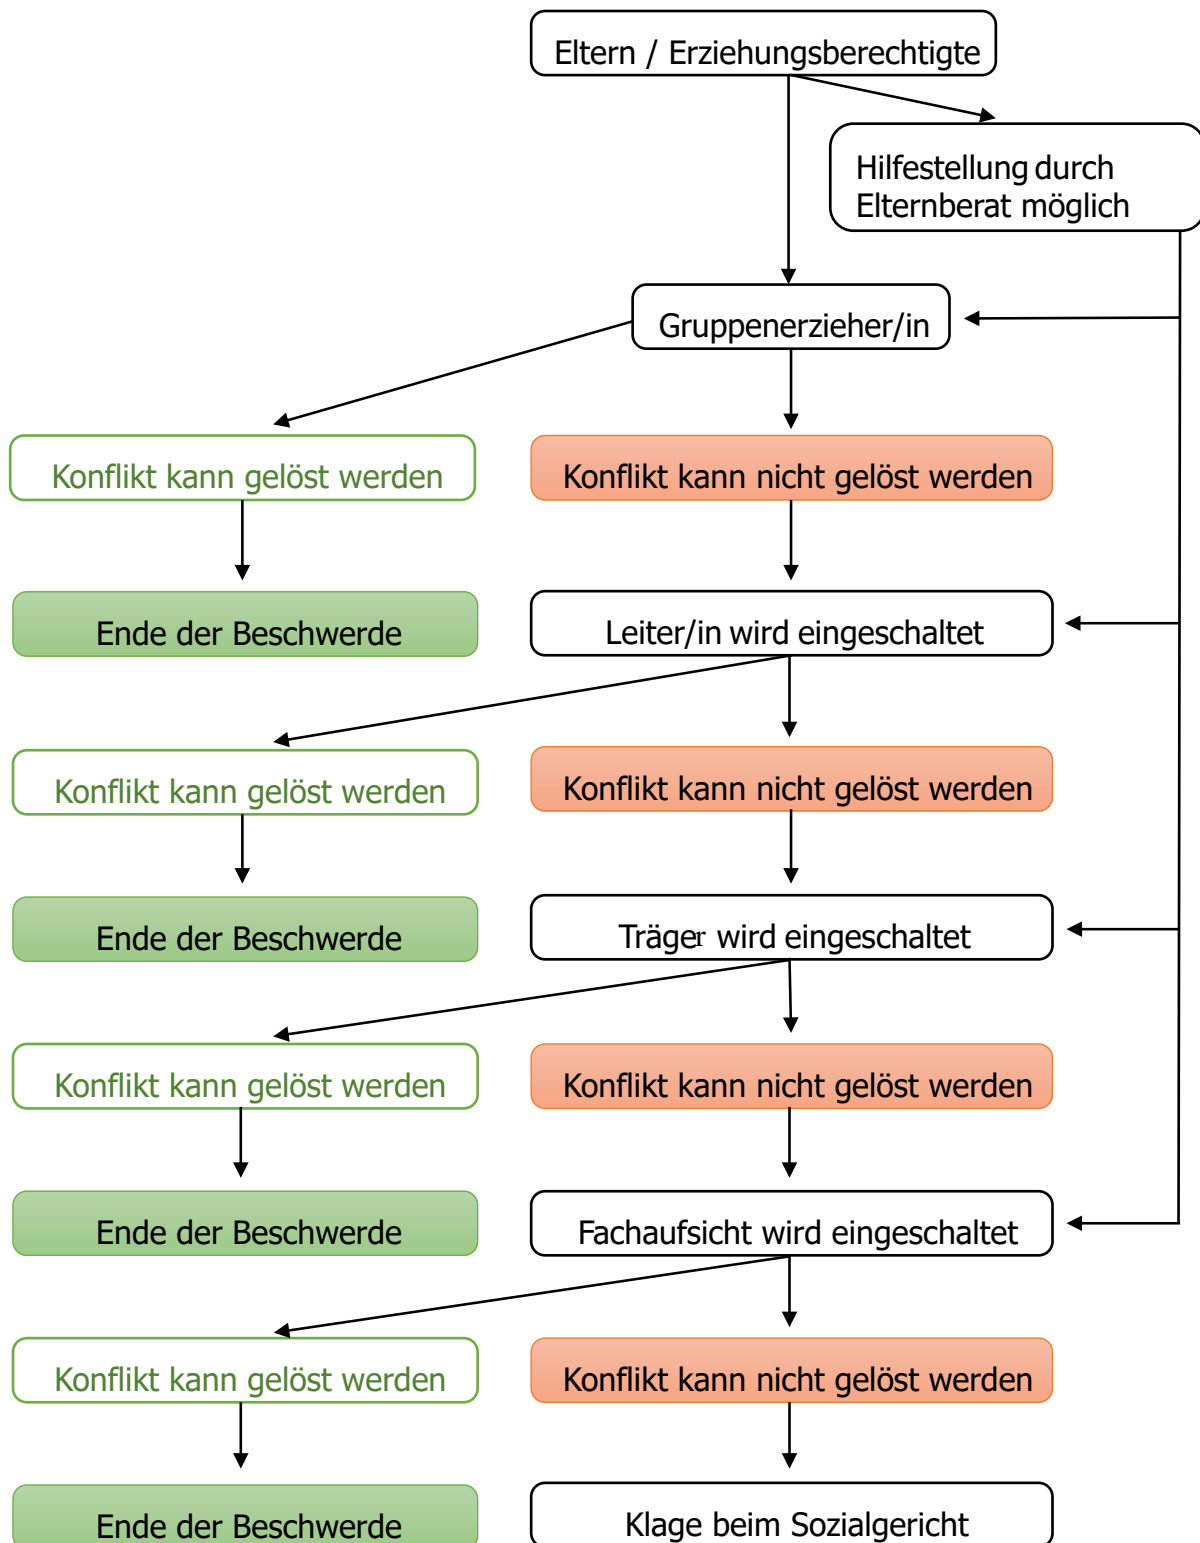 Eltern / Erziehungsberechtigte
Hilfestellung durch
Elternberat möglich
Gruppenerzieher/in
Konflikt kann gelöst werden
Konflikt kann nicht gelöst werden
Ende der Beschwerde
Leiter/in wird eingeschaltet
Konflikt kann gelöst werden
Konflikt kann nicht gelöst werden
Ende der Beschwerde
Träger wird eingeschaltet
Konflikt kann gelöst werden
Konflikt kann nicht gelöst werden
Ende der Beschwerde
Fachaufsicht wird eingeschaltet
Konflikt kann gelöst werden
Konflikt kann nicht gelöst werden
Ende der Beschwerde
Klage beim Sozialgericht